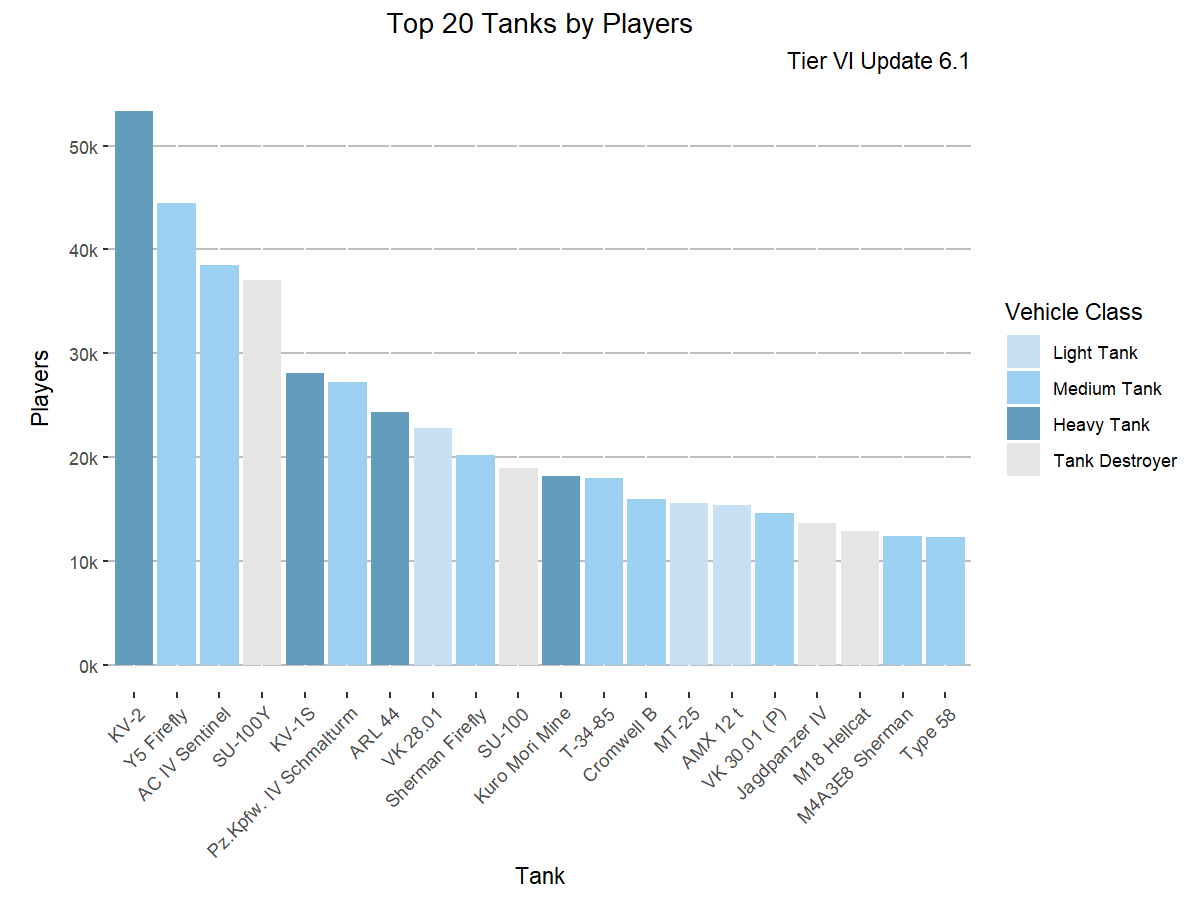 Top 20 Tanks by Players
Tier VI Update 6.1
Players
50k
40k
30k
20k
10k
0k
KV-2
Y5 Firefly
AC IV Sentinel
SU-100Y
KV-1S
Pz.Kpfw. IV Schmalturm
ARL 44
VK 28.01
Sherman Firefly
SU-100
Kuro Mori Mine
T-34-85
Cromwell B
MT-25
AMX 12 t
VK 30.01 (P)
Jagdpanzer IV
M18 Hellcat
M4A3E8 Sherman
Type 58
Tank
Vehicle Class
Light Tank
Medium Tank
Heavy Tank
Tank Destroyer